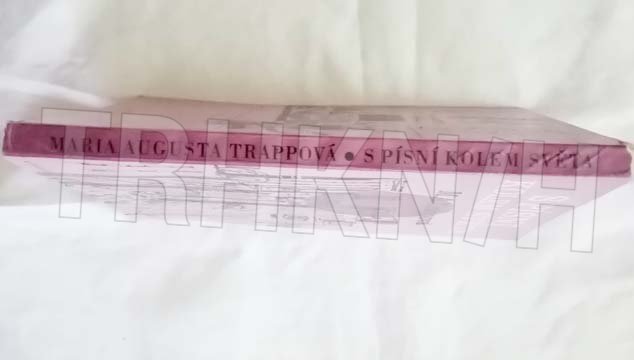 MARIA AUGUSTA TRAPPOVÁ • S PÍSNÍ KOLEM SVĚTA
TRHKNIH